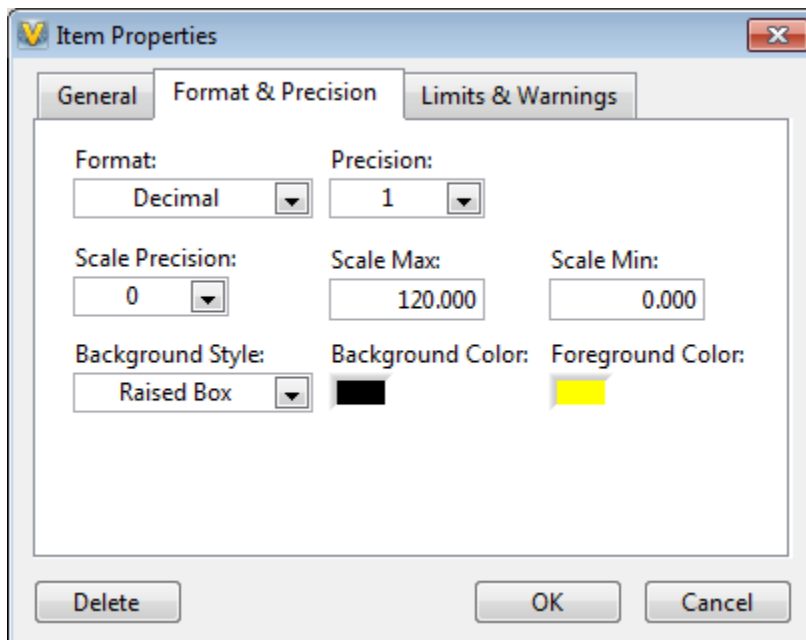 Item Properties
General Format & Precision Limits & Warnings
Format: Precision:
Decimal 1
Scale Precision: Scale Max: Scale Min:
0 120.000 0.000
Background Style: Background Color: Foreground Color:
Raised Box
Delete OK Cancel